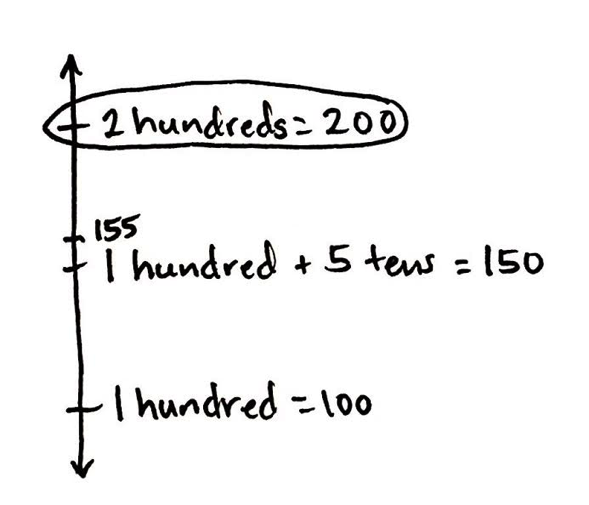 2 hundreds = 200
155
1 hundred + 5 tens = 150
1 hundred = 100